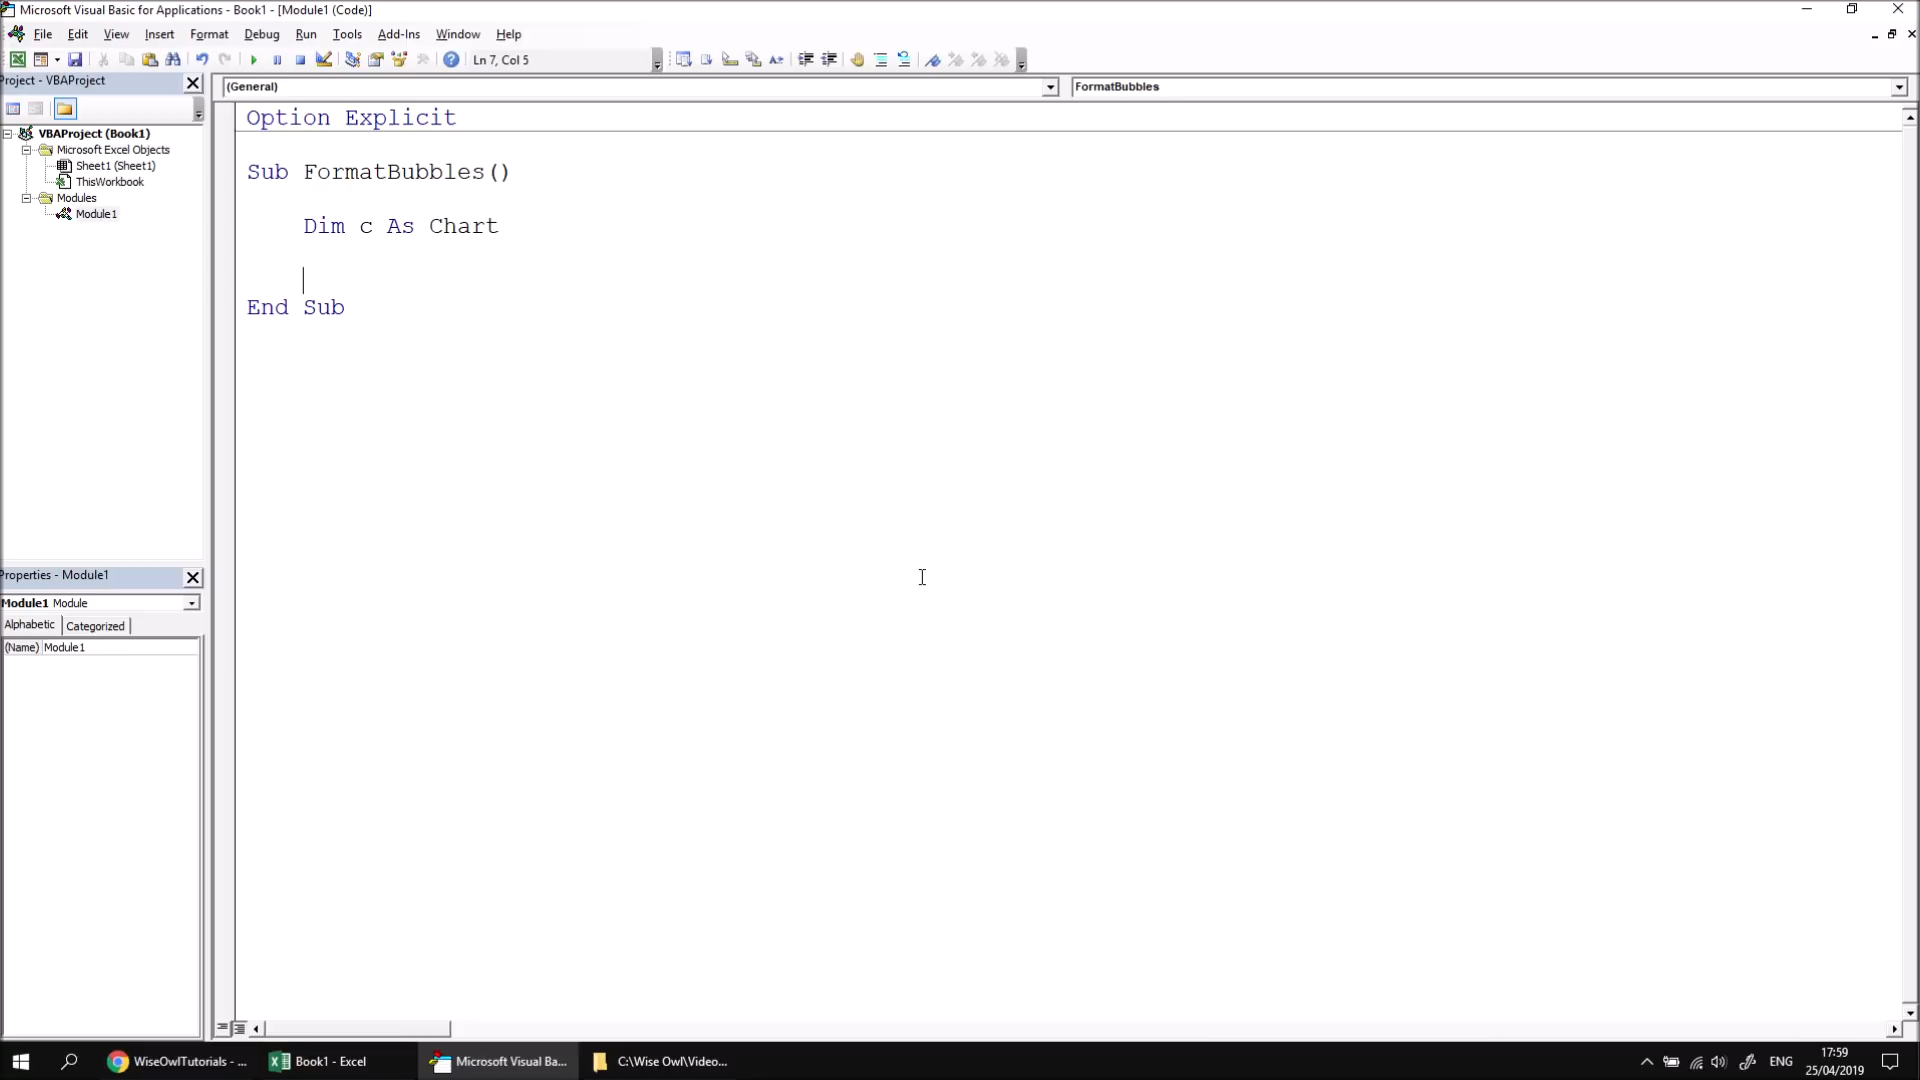 Microsoft Visual Basic for Applications - Book1 - [Module1 (Code)]
File Edit View Insert Format Debug Run Tools Add-Ins Window Help
Ln 7, Col 5
Project - VBAProject
(General)
FormatBubbles
VBAProject (Book1)
Microsoft Excel Objects
Sheet1 (Sheet1)
ThisWorkbook
Modules
Module1
Option Explicit
Sub FormatBubbles()
Dim c As Chart
End Sub
Properties - Module1
Module1 Module
Alphabetic Categorized
(Name) Module1
WiseOwlTutorials - ...
Book1 - Excel
Microsoft Visual Ba...
C:\Wise Owl\Video...
ENG
17:59
25/04/2019